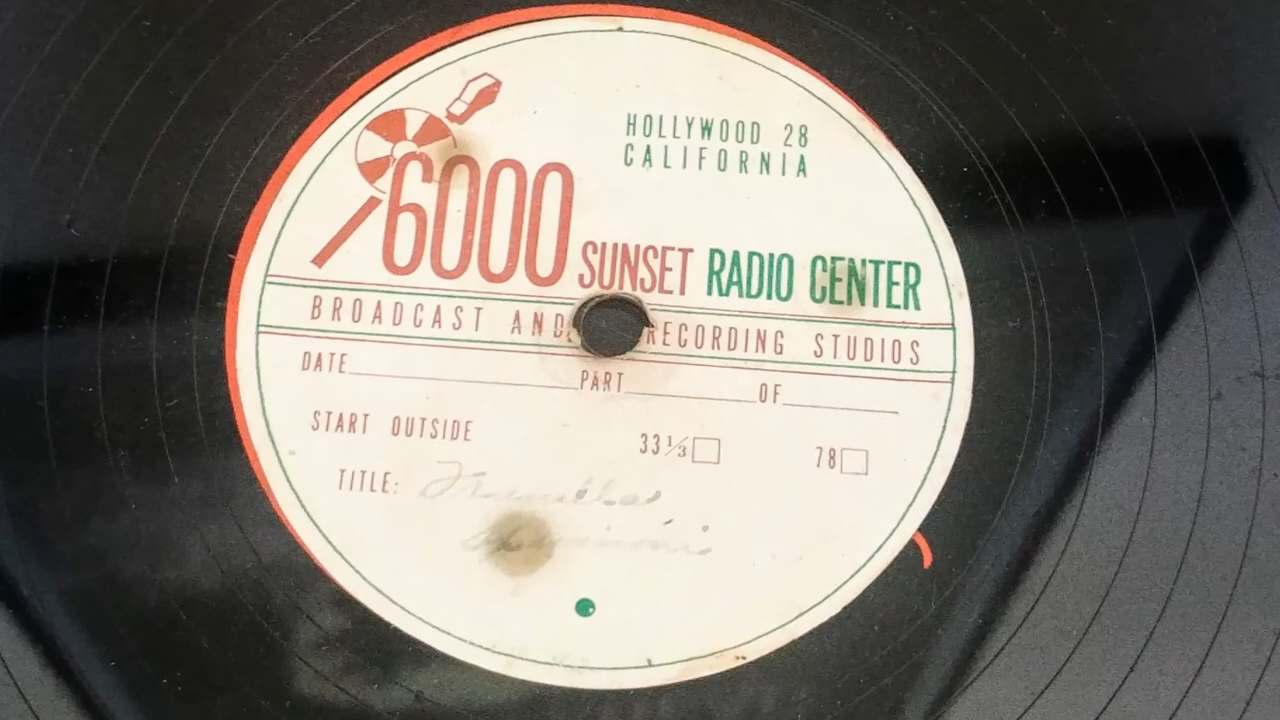 HOLLYWOOD 28
CALIFORNIA
6000 SUNSET RADIO CENTER
BROADCAST AND RECORDING STUDIOS
DATE PART OF
START OUTSIDE 33⅓ 78
TITLE: